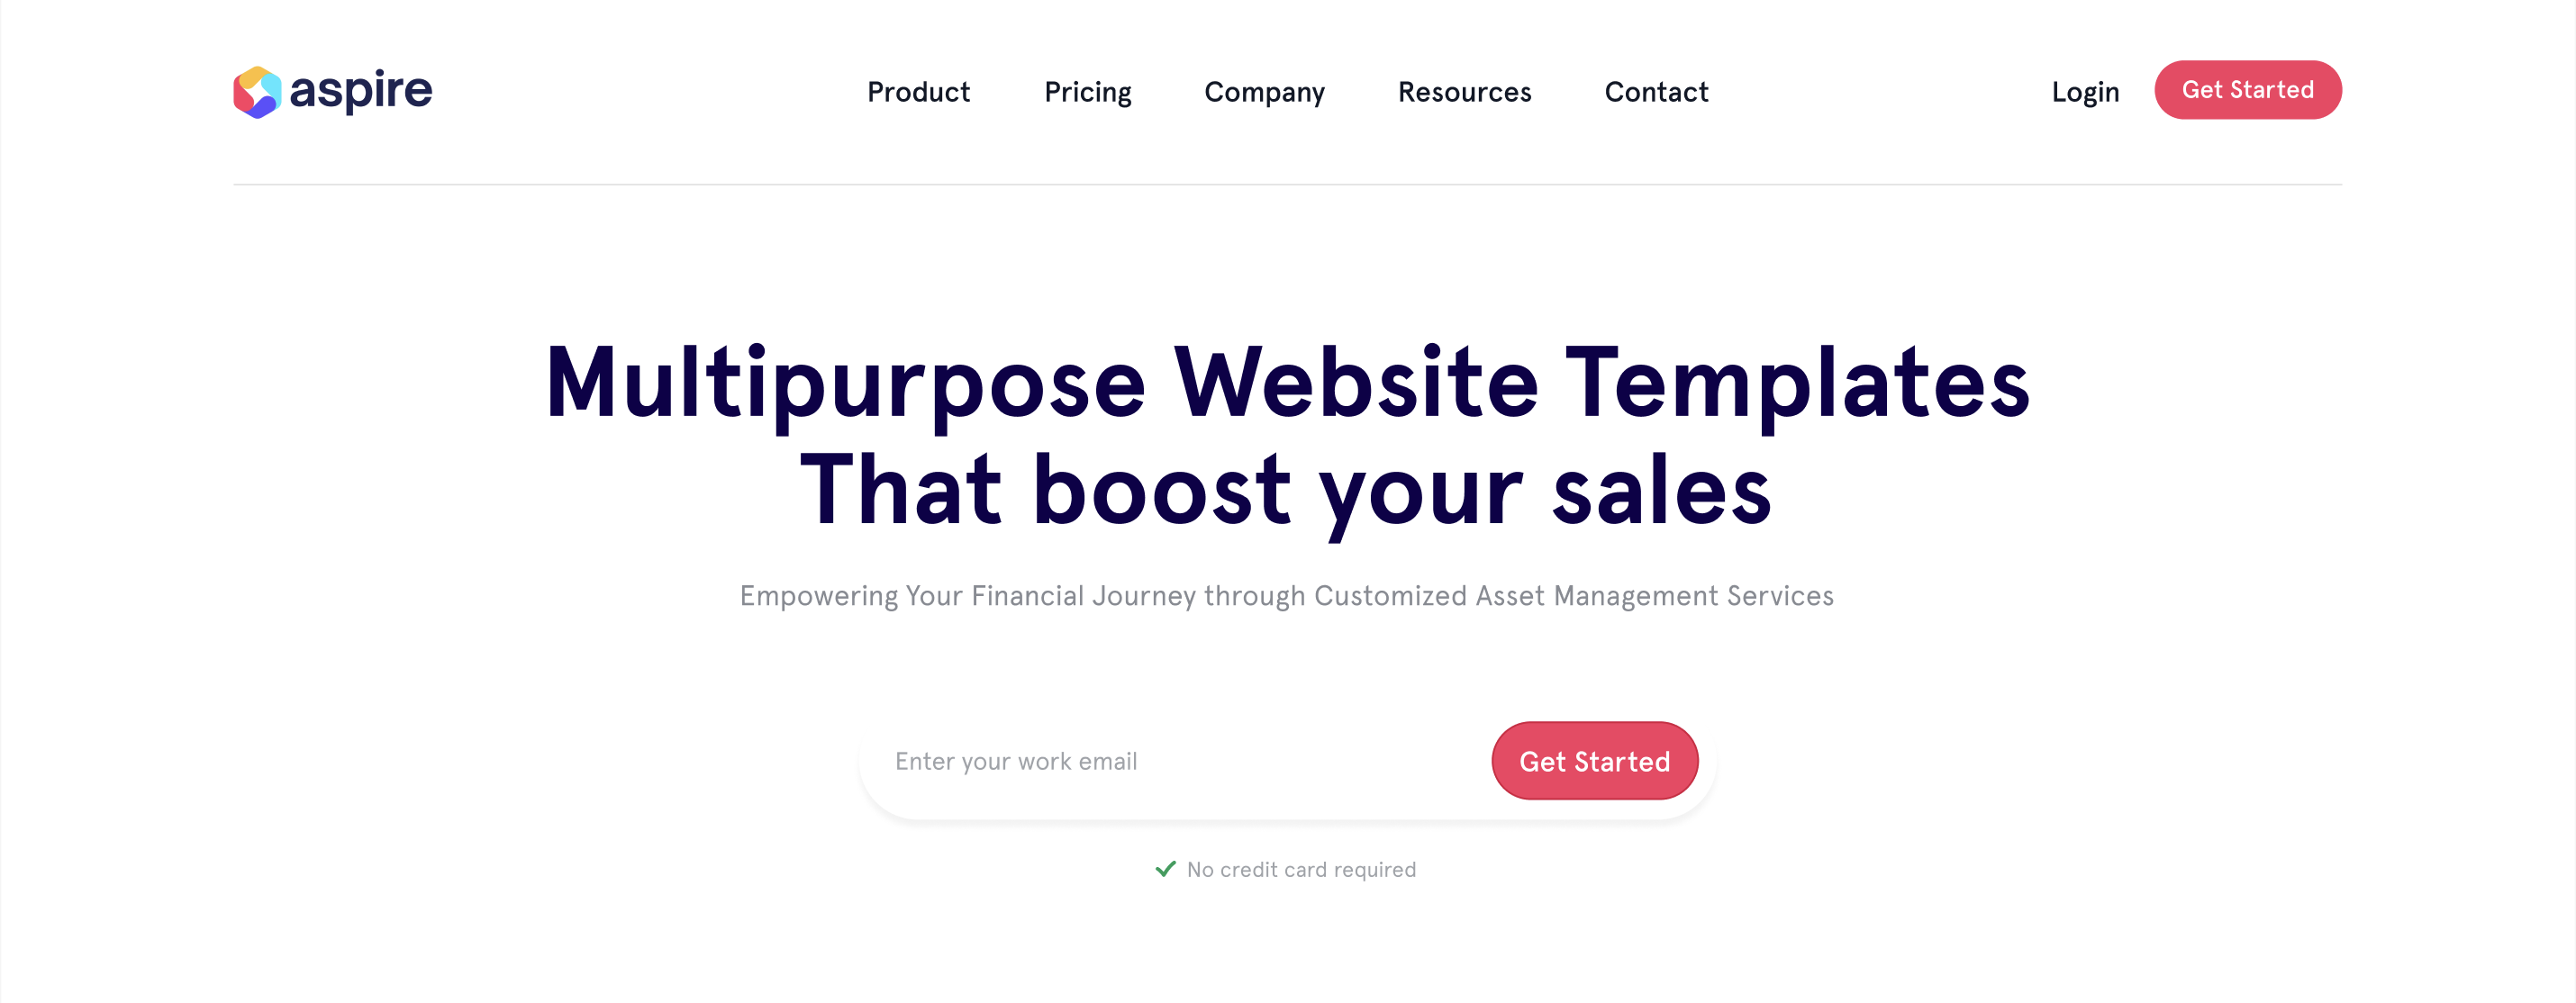 aspire
Product
Pricing
Company
Resources
Contact
Login
Get Started
Multipurpose Website Templates
That boost your sales
Empowering Your Financial Journey through Customized Asset Management Services
Enter your work email
Get Started
No credit card required